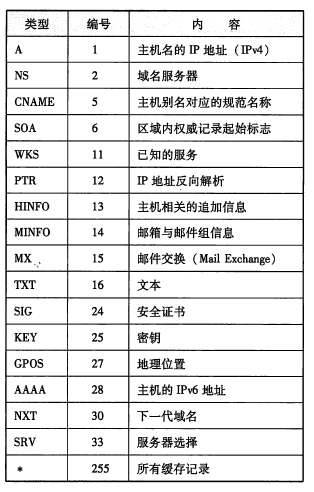 类型 编号 内 容
A 1 主机名的 IP 地址（IPv4）
NS 2 域名服务器
CNAME 5 主机别名对应的规范名称
SOA 6 区域内权威记录起始标志
WKS 11 已知的服务
PTR 12 IP 地址反向解析
HINFO 13 主机相关的追加信息
MINFO 14 邮箱与邮件组信息
MX 15 邮件交换（Mail Exchange）
TXT 16 文本
SIG 24 安全证书
KEY 25 密钥
GPOS 27 地理位置
AAAA 28 主机的 IPv6 地址
NXT 30 下一代域名
SRV 33 服务器选择
* 255 所有缓存记录